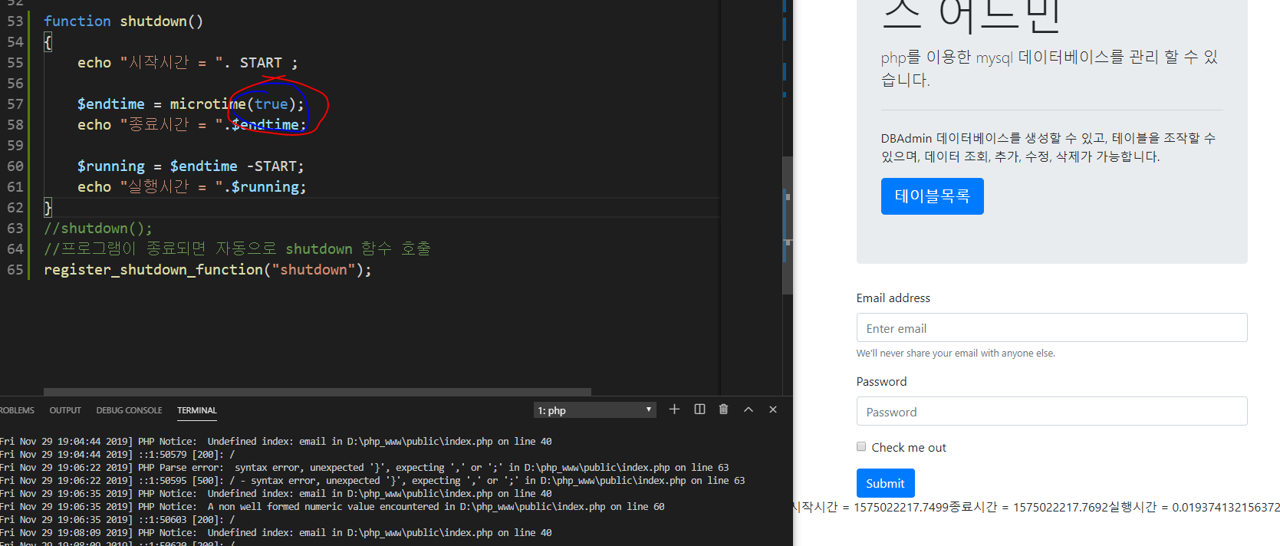 52
53 function shutdown()
54 {
55 echo "시작시간 = ". START ;
56
57 $endtime = microtime(true);
58 echo "종료시간 = ".$endtime;
59
60 $running = $endtime -START;
61 echo "실행시간 = ".$running;
62 }
63 //shutdown();
64 //프로그램이 종료되면 자동으로 shutdown 함수 호출
65 register_shutdown_function("shutdown");
ROBLEMS OUTPUT DEBUG CONSOLE TERMINAL 1: php
Fri Nov 29 19:04:44 2019] PHP Notice: Undefined index: email in D:\php_www\public\index.php on line 40
Fri Nov 29 19:04:44 2019] ::1:50579 [200]: /
Fri Nov 29 19:06:22 2019] PHP Parse error: syntax error, unexpected '}', expecting ',' or ';' in D:\php_www\public\index.php on line 63
Fri Nov 29 19:06:22 2019] ::1:50595 [500]: / - syntax error, unexpected '}', expecting ',' or ';' in D:\php_www\public\index.php on line 63
Fri Nov 29 19:06:35 2019] PHP Notice: Undefined index: email in D:\php_www\public\index.php on line 40
Fri Nov 29 19:06:35 2019] PHP Notice: A non well formed numeric value encountered in D:\php_www\public\index.php on line 60
Fri Nov 29 19:06:35 2019] ::1:50603 [200]: /
Fri Nov 29 19:08:09 2019] PHP Notice: Undefined index: email in D:\php_www\public\index.php on line 40
Fri Nov 29 19:08:09 2019] ::1:50620 [200]: /
스 어드민
php를 이용한 mysql 데이터베이스를 관리 할 수 있
습니다.
DBAdmin 데이터베이스를 생성할 수 있고, 테이블을 조작할 수
있으며, 데이터 조회, 추가, 수정, 삭제가 가능합니다.
테이블목록
Email address
Enter email
We'll never share your email with anyone else.
Password
Password
Check me out
Submit
시작시간 = 1575022217.7499종료시간 = 1575022217.7692실행시간 = 0.019374132156372